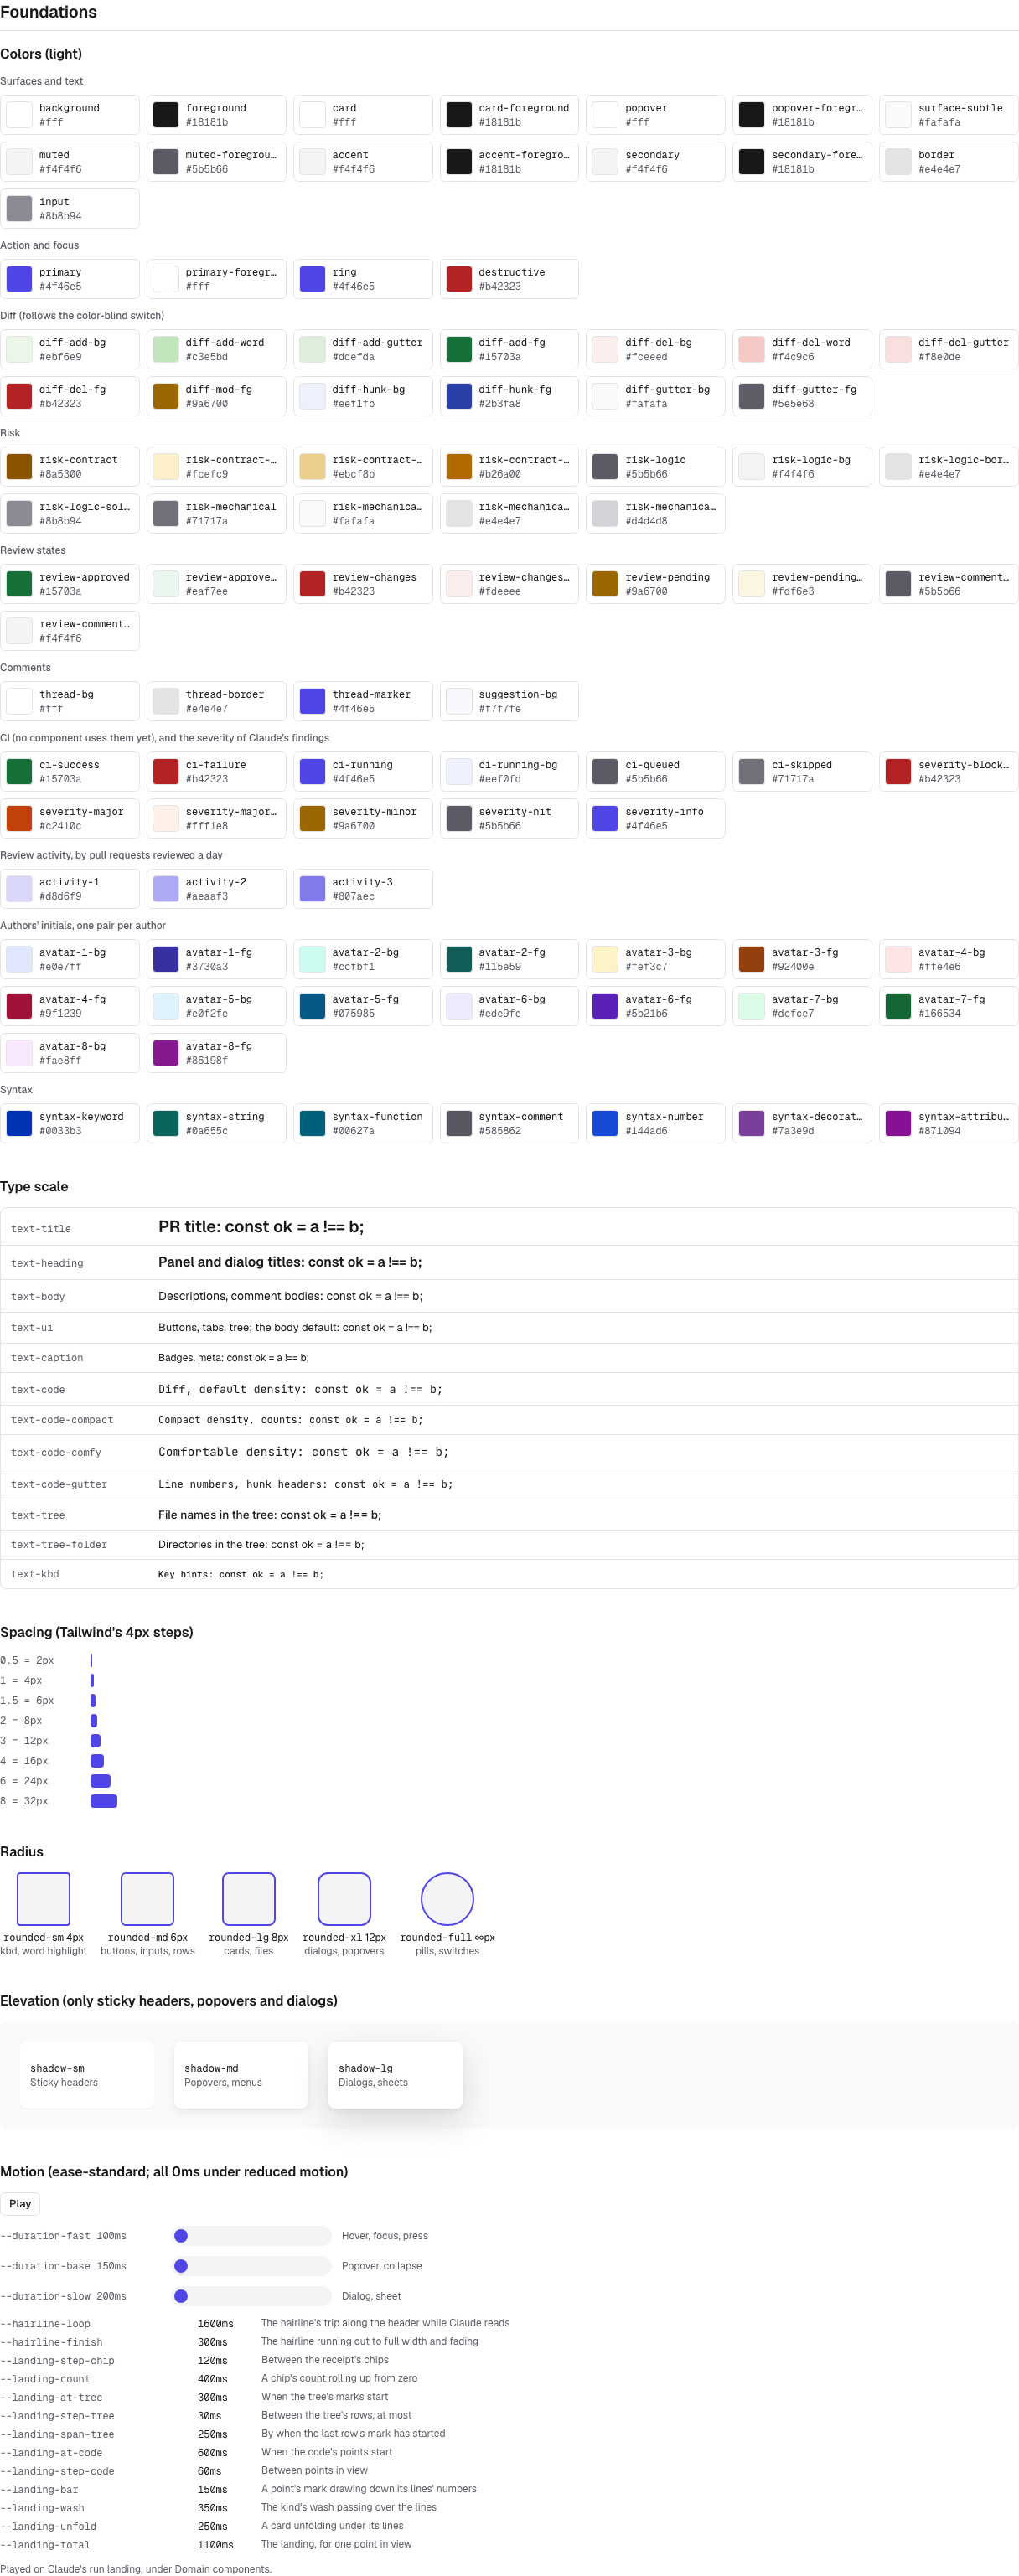 Foundations
Colors (light)
Surfaces and text
background foreground card card-foreground popover popover-foregr… surface-subtle
#fff #18181b #fff #18181b #fff #18181b #fafafa
muted muted-foregrou… accent accent-foregro… secondary secondary-fore… border
#f4f4f6 #5b5b66 #f4f4f6 #18181b #f4f4f6 #18181b #e4e4e7
input
#8b8b94
Action and focus
primary primary-foregr… ring destructive
#4f46e5 #fff #4f46e5 #b42323
Diff (follows the color-blind switch)
diff-add-bg diff-add-word diff-add-gutter diff-add-fg diff-del-bg diff-del-word diff-del-gutter
#ebf6e9 #c3e5bd #ddefda #15703a #fceeed #f4c9c6 #f8e0de
diff-del-fg diff-mod-fg diff-hunk-bg diff-hunk-fg diff-gutter-bg diff-gutter-fg
#b42323 #9a6700 #eef1fb #2b3fa8 #fafafa #5e5e68
Risk
risk-contract risk-contract-… risk-contract-… risk-contract-… risk-logic risk-logic-bg risk-logic-bor…
#8a5300 #fcefc9 #ebcf8b #b26a00 #5b5b66 #f4f4f6 #e4e4e7
risk-logic-sol… risk-mechanical risk-mechanica… risk-mechanica… risk-mechanica…
#8b8b94 #71717a #fafafa #e4e4e7 #d4d4d8
Review states
review-approved review-approve… review-changes review-changes… review-pending review-pending… review-comment…
#15703a #eaf7ee #b42323 #fdeeee #9a6700 #fdf6e3 #5b5b66
review-comment…
#f4f4f6
Comments
thread-bg thread-border thread-marker suggestion-bg
#fff #e4e4e7 #4f46e5 #f7f7fe
CI (no component uses them yet), and the severity of Claude's findings
ci-success ci-failure ci-running ci-running-bg ci-queued ci-skipped severity-block…
#15703a #b42323 #4f46e5 #eef0fd #5b5b66 #71717a #b42323
severity-major severity-major… severity-minor severity-nit severity-info
#c2410c #fff1e8 #9a6700 #5b5b66 #4f46e5
Review activity, by pull requests reviewed a day
activity-1 activity-2 activity-3
#d8d6f9 #aeaaf3 #807aec
Authors' initials, one pair per author
avatar-1-bg avatar-1-fg avatar-2-bg avatar-2-fg avatar-3-bg avatar-3-fg avatar-4-bg
#e0e7ff #3730a3 #ccfbf1 #115e59 #fef3c7 #92400e #ffe4e6
avatar-4-fg avatar-5-bg avatar-5-fg avatar-6-bg avatar-6-fg avatar-7-bg avatar-7-fg
#9f1239 #e0f2fe #075985 #ede9fe #5b21b6 #dcfce7 #166534
avatar-8-bg avatar-8-fg
#fae8ff #86198f
Syntax
syntax-keyword syntax-string syntax-function syntax-comment syntax-number syntax-decorat… syntax-attribu…
#0033b3 #0a655c #00627a #585862 #144ad6 #7a3e9d #871094
Type scale
text-title PR title: const ok = a !== b;
text-heading Panel and dialog titles: const ok = a !== b;
text-body Descriptions, comment bodies: const ok = a !== b;
text-ui Buttons, tabs, tree; the body default: const ok = a !== b;
text-caption Badges, meta: const ok = a !== b;
text-code Diff, default density: const ok = a !== b;
text-code-compact Compact density, counts: const ok = a !== b;
text-code-comfy Comfortable density: const ok = a !== b;
text-code-gutter Line numbers, hunk headers: const ok = a !== b;
text-tree File names in the tree: const ok = a !== b;
text-tree-folder Directories in the tree: const ok = a !== b;
text-kbd Key hints: const ok = a !== b;
Spacing (Tailwind's 4px steps)
0.5 = 2px
1 = 4px
1.5 = 6px
2 = 8px
3 = 12px
4 = 16px
6 = 24px
8 = 32px
Radius
rounded-sm 4px rounded-md 6px rounded-lg 8px rounded-xl 12px rounded-full ∞px
kbd, word highlight buttons, inputs, rows cards, files dialogs, popovers pills, switches
Elevation (only sticky headers, popovers and dialogs)
shadow-sm shadow-md shadow-lg
Sticky headers Popovers, menus Dialogs, sheets
Motion (ease-standard; all 0ms under reduced motion)
Play
--duration-fast 100ms Hover, focus, press
--duration-base 150ms Popover, collapse
--duration-slow 200ms Dialog, sheet
--hairline-loop 1600ms The hairline's trip along the header while Claude reads
--hairline-finish 300ms The hairline running out to full width and fading
--landing-step-chip 120ms Between the receipt's chips
--landing-count 400ms A chip's count rolling up from zero
--landing-at-tree 300ms When the tree's marks start
--landing-step-tree 30ms Between the tree's rows, at most
--landing-span-tree 250ms By when the last row's mark has started
--landing-at-code 600ms When the code's points start
--landing-step-code 60ms Between points in view
--landing-bar 150ms A point's mark drawing down its lines' numbers
--landing-wash 350ms The kind's wash passing over the lines
--landing-unfold 250ms A card unfolding under its lines
--landing-total 1100ms The landing, for one point in view
Played on Claude's run landing, under Domain components.